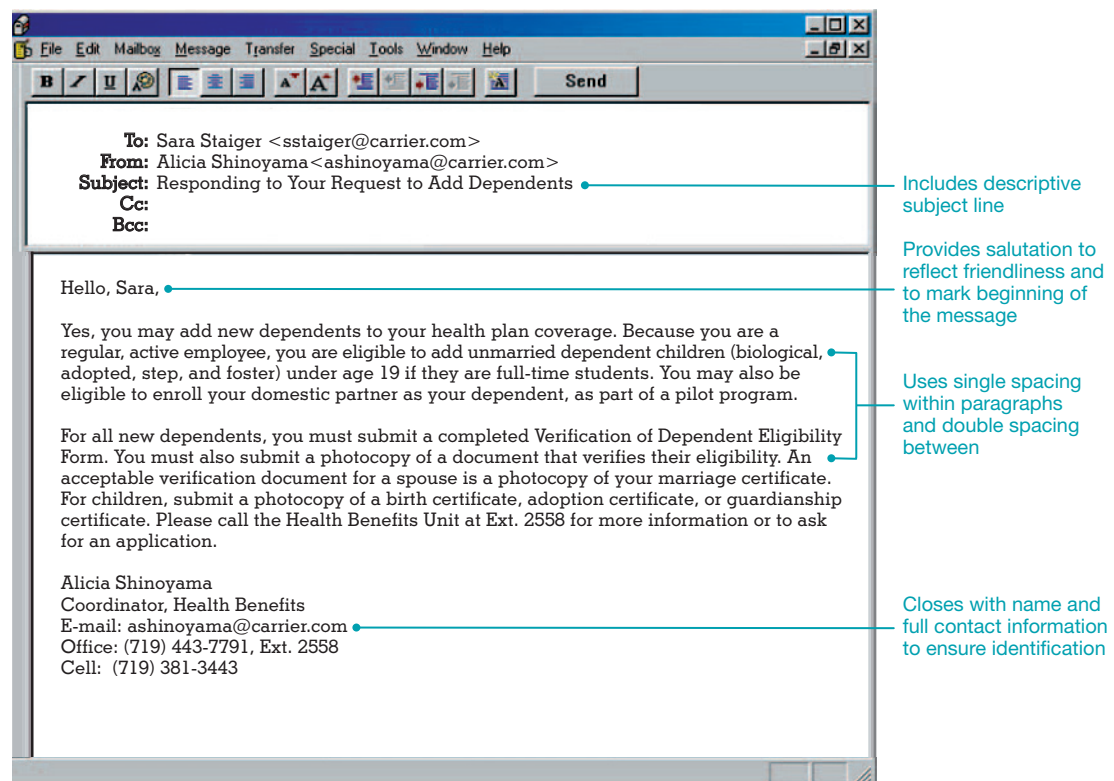 File Edit Mailbox Message Transfer Special Tools Window Help
B I U A A A A Send
To: Sara Staiger <sstaiger@carrier.com>
From: Alicia Shinoyama<ashinoyama@carrier.com>
Subject: Responding to Your Request to Add Dependents
Cc:
Bcc:
Includes descriptive
subject line
Provides salutation to
reflect friendliness and
to mark beginning of
the message
Hello, Sara,
Yes, you may add new dependents to your health plan coverage. Because you are a
regular, active employee, you are eligible to add unmarried dependent children (biological,
adopted, step, and foster) under age 19 if they are full-time students. You may also be
eligible to enroll your domestic partner as your dependent, as part of a pilot program.
Uses single spacing
within paragraphs
and double spacing
between
For all new dependents, you must submit a completed Verification of Dependent Eligibility
Form. You must also submit a photocopy of a document that verifies their eligibility. An
acceptable verification document for a spouse is a photocopy of your marriage certificate.
For children, submit a photocopy of a birth certificate, adoption certificate, or guardianship
certificate. Please call the Health Benefits Unit at Ext. 2558 for more information or to ask
for an application.
Alicia Shinoyama
Coordinator, Health Benefits
E-mail: ashinoyama@carrier.com
Office: (719) 443-7791, Ext. 2558
Cell: (719) 381-3443
Closes with name and
full contact information
to ensure identification